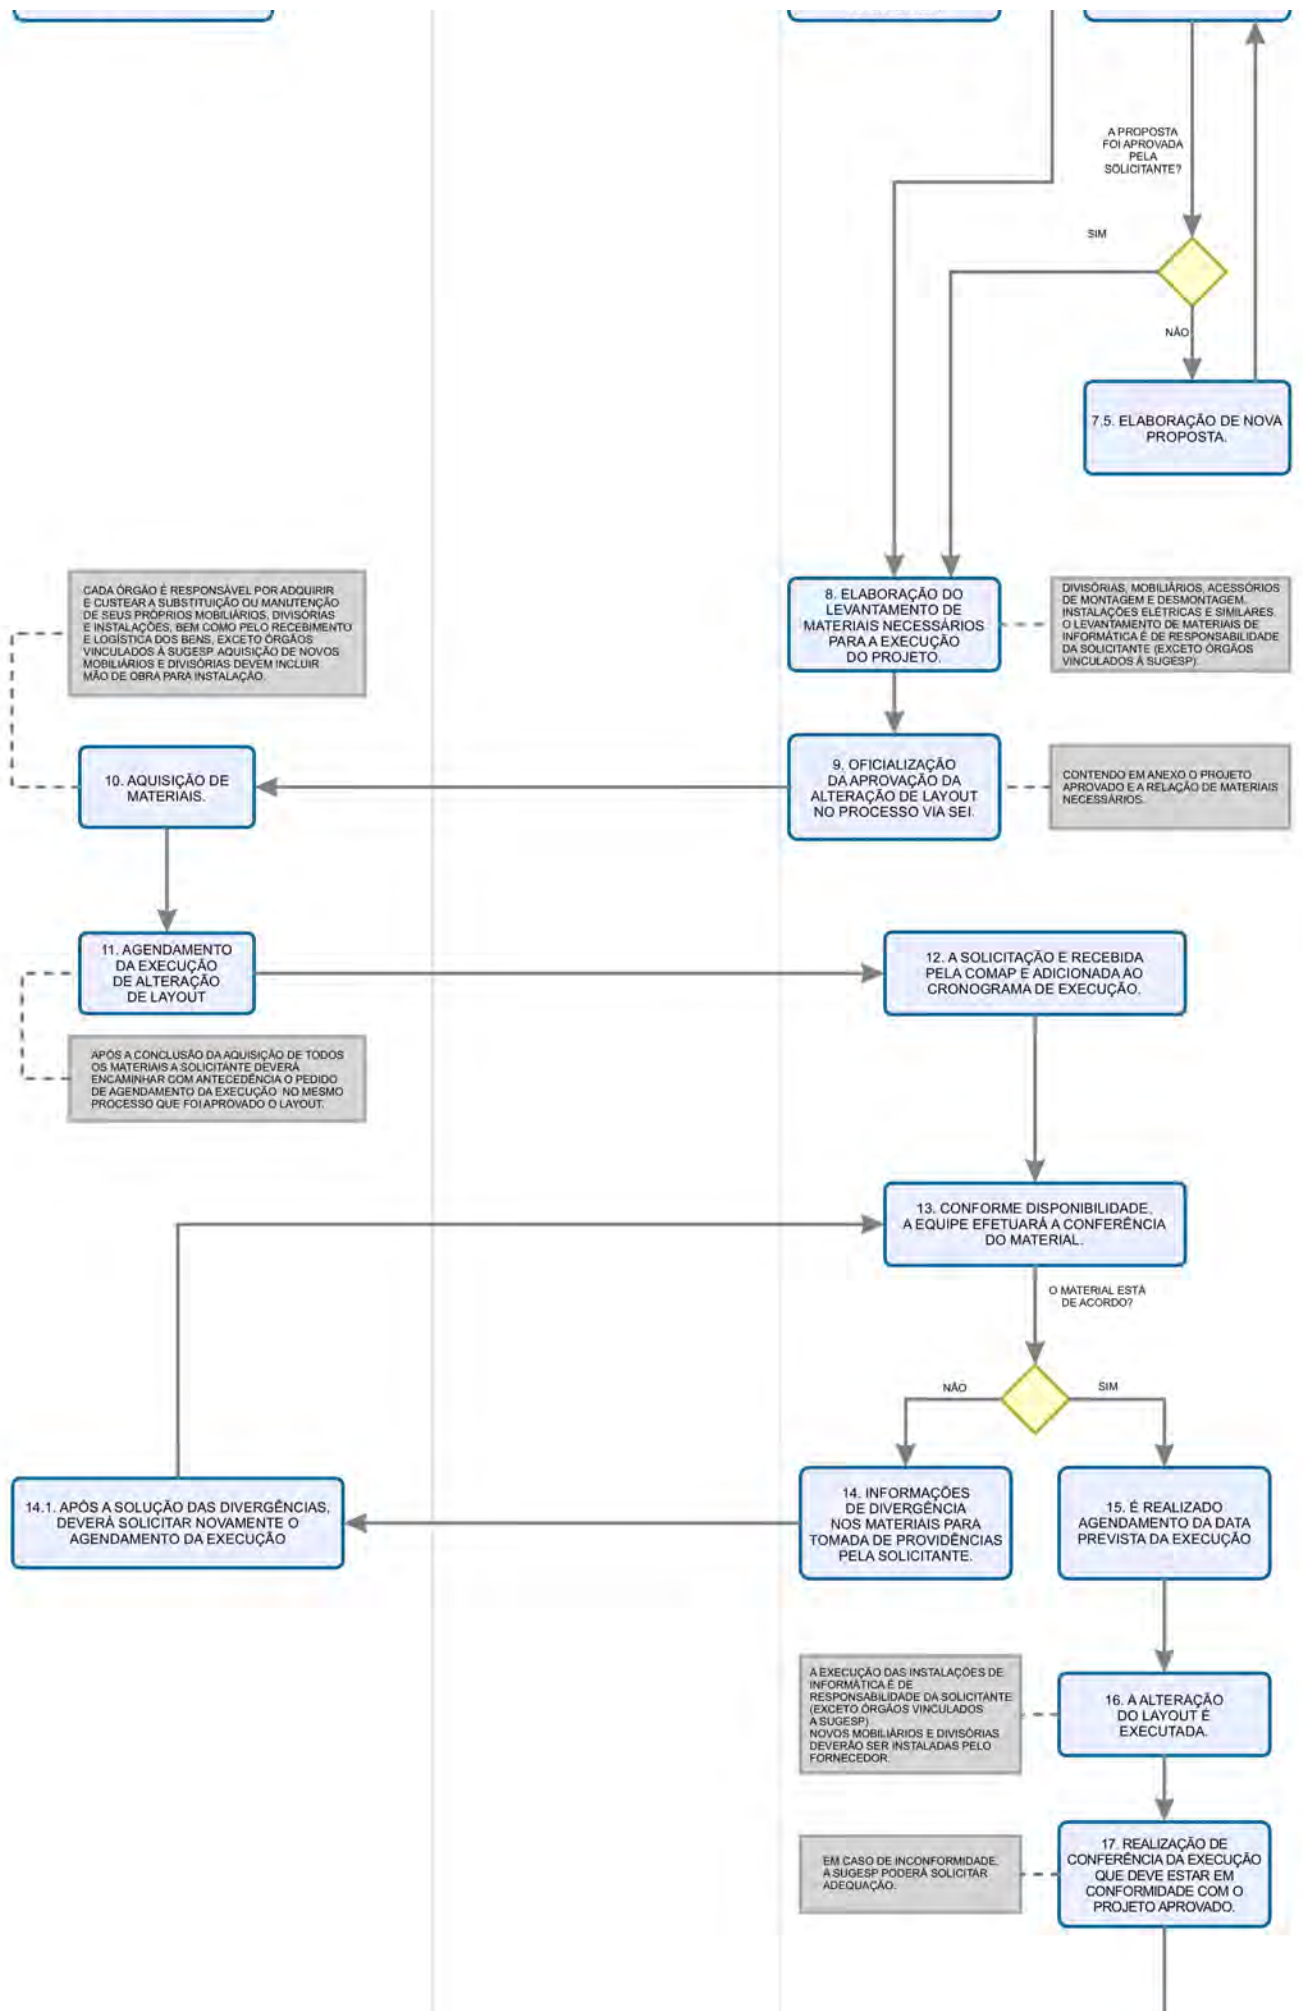 A PROPOSTA
FOI APROVADA
PELA
SOLICITANTE?
SIM
NÃO
7.5. ELABORAÇÃO DE NOVA
PROPOSTA.
CADA ÓRGÃO É RESPONSÁVEL POR ADQUIRIR
E CUSTEAR A SUBSTITUIÇÃO OU MANUTENÇÃO
DE SEUS PRÓPRIOS MOBILIÁRIOS, DIVISÓRIAS
E INSTALAÇÕES, BEM COMO PELO RECEBIMENTO
E LOGÍSTICA DOS BENS, EXCETO ÓRGÃOS
VINCULADOS À SUGESP. AQUISIÇÃO DE NOVOS
MOBILIÁRIOS E DIVISÓRIAS DEVEM INCLUIR
MÃO DE OBRA PARA INSTALAÇÃO.
8. ELABORAÇÃO DO
LEVANTAMENTO DE
MATERIAIS NECESSÁRIOS
PARA A EXECUÇÃO
DO PROJETO.
DIVISÓRIAS, MOBILIÁRIOS, ACESSÓRIOS
DE MONTAGEM E DESMONTAGEM,
INSTALAÇÕES ELÉTRICAS E SIMILARES.
O LEVANTAMENTO DE MATERIAIS DE
INFORMÁTICA É DE RESPONSABILIDADE
DA SOLICITANTE (EXCETO ÓRGÃOS
VINCULADOS À SUGESP).
10. AQUISIÇÃO DE
MATERIAIS.
9. OFICIALIZAÇÃO
DA APROVAÇÃO DA
ALTERAÇÃO DE LAYOUT
NO PROCESSO VIA SEI.
CONTENDO EM ANEXO O PROJETO
APROVADO E A RELAÇÃO DE MATERIAIS
NECESSÁRIOS.
11. AGENDAMENTO
DA EXECUÇÃO
DE ALTERAÇÃO
DE LAYOUT
12. A SOLICITAÇÃO E RECEBIDA
PELA COMAP E ADICIONADA AO
CRONOGRAMA DE EXECUÇÃO.
APÓS A CONCLUSÃO DA AQUISIÇÃO DE TODOS
OS MATERIAIS A SOLICITANTE DEVERÁ
ENCAMINHAR COM ANTECEDÊNCIA O PEDIDO
DE AGENDAMENTO DA EXECUÇÃO NO MESMO
PROCESSO QUE FOI APROVADO O LAYOUT.
13. CONFORME DISPONIBILIDADE,
A EQUIPE EFETUARÁ A CONFERÊNCIA
DO MATERIAL.
O MATERIAL ESTÁ
DE ACORDO?
NÃO
SIM
14.1. APÓS A SOLUÇÃO DAS DIVERGÊNCIAS,
DEVERÁ SOLICITAR NOVAMENTE O
AGENDAMENTO DA EXECUÇÃO
14. INFORMAÇÕES
DE DIVERGÊNCIA
NOS MATERIAIS PARA
TOMADA DE PROVIDÊNCIAS
PELA SOLICITANTE.
15. É REALIZADO
AGENDAMENTO DA DATA
PREVISTA DA EXECUÇÃO
A EXECUÇÃO DAS INSTALAÇÕES DE
INFORMÁTICA É DE
RESPONSABILIDADE DA SOLICITANTE
(EXCETO ÓRGÃOS VINCULADOS
A SUGESP)
NOVOS MOBILIÁRIOS E DIVISÓRIAS
DEVERÃO SER INSTALADAS PELO
FORNECEDOR.
16. A ALTERAÇÃO
DO LAYOUT É
EXECUTADA.
EM CASO DE INCONFORMIDADE,
A SUGESP PODERÁ SOLICITAR
ADEQUAÇÃO.
17. REALIZAÇÃO DE
CONFERÊNCIA DA EXECUÇÃO
QUE DEVE ESTAR EM
CONFORMIDADE COM O
PROJETO APROVADO.